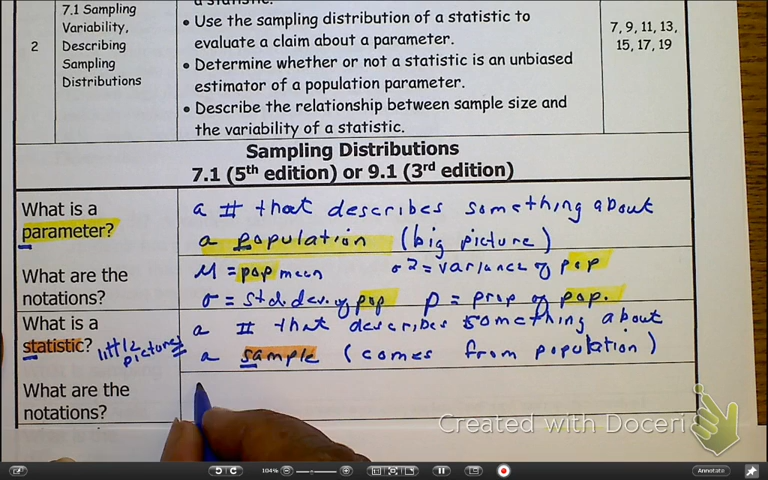 a statistic.
7.1 Sampling
Variability,
Describing
Sampling
Distributions
2
• Use the sampling distribution of a statistic to
evaluate a claim about a parameter.
• Determine whether or not a statistic is an unbiased
estimator of a population parameter.
• Describe the relationship between sample size and
the variability of a statistic.
7, 9, 11, 13,
15, 17, 19
Sampling Distributions
7.1 (5th edition) or 9.1 (3rd edition)
What is a
parameter?
a # that describes something about
a population (big picture)
What are the
notations?
μ = pop mean σ² = variance of pop
σ = std. dev. of pop p = prop of pop.
What is a
statistic?
little
picture
a # that describes something about
a sample (comes from population)
What are the
notations?
Created with Doceri
104%
Annotate